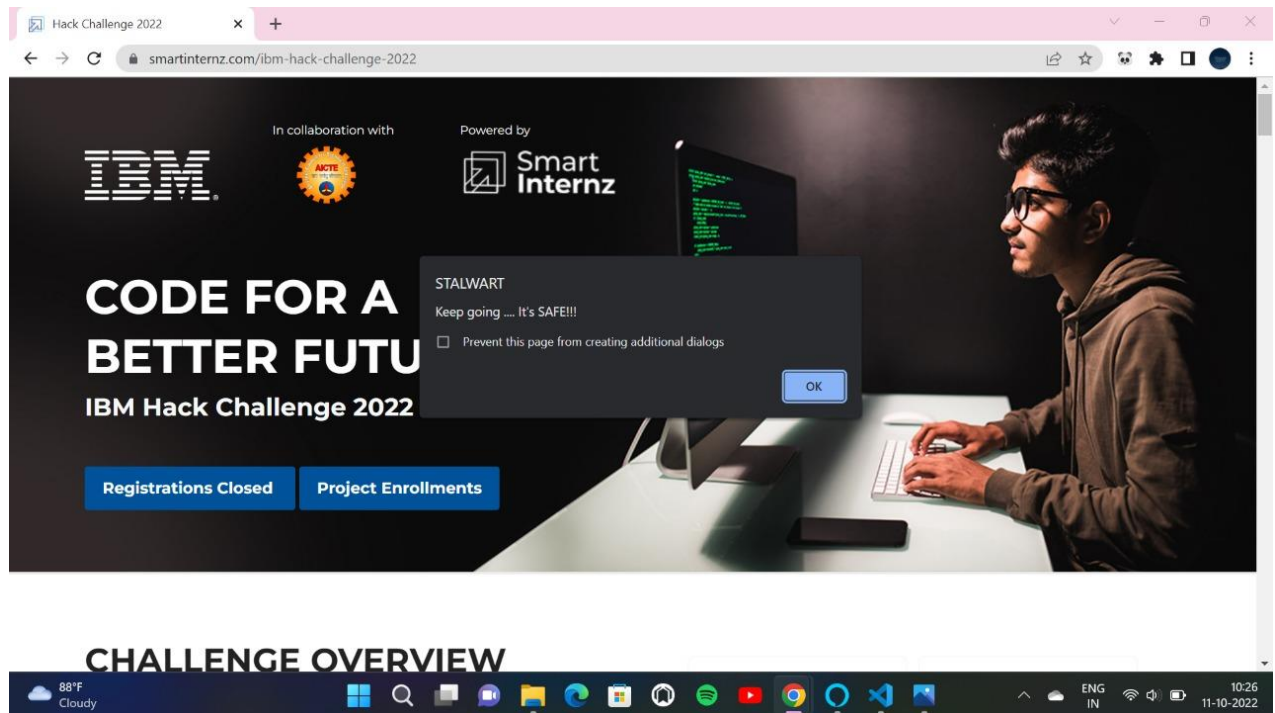 Hack Challenge 2022
smartinternz.com/ibm-hack-challenge-2022
In collaboration with
Powered by
IBM
AICTE
Smart
Internz
STALWART
Keep going .... It's SAFE!!!
Prevent this page from creating additional dialogs
OK
CODE FOR A
BETTER FUTU
IBM Hack Challenge 2022
Registrations Closed
Project Enrollments
CHALLENGE OVERVIEW
88°F
Cloudy
ENG
IN
10:26
11-10-2022